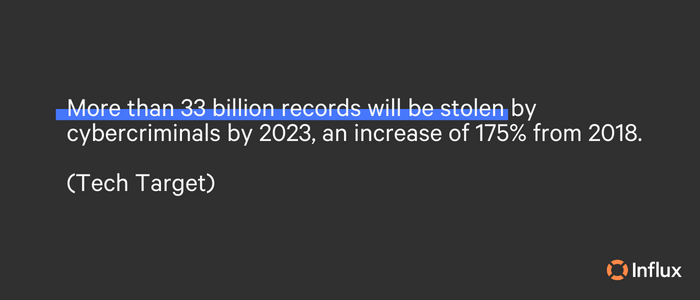 More than 33 billion records will be stolen by
cybercriminals by 2023, an increase of 175% from 2018.
(Tech Target)
Influx